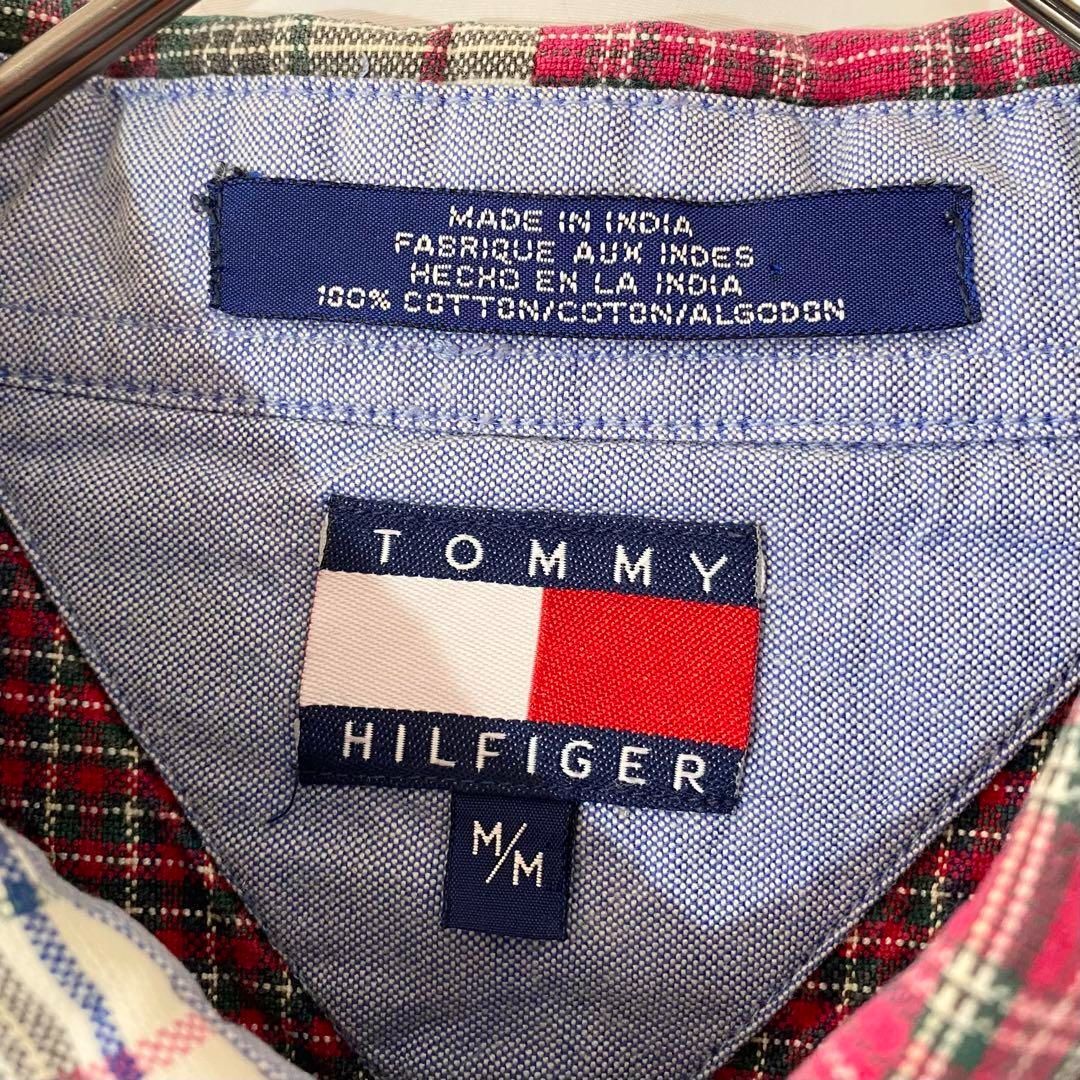 MADE IN INDIA
FABRIQUE AUX INDES
HECHO EN LA INDIA
100% COTTON/COTON/ALGODON
TOMMY
HILFIGER
M/M